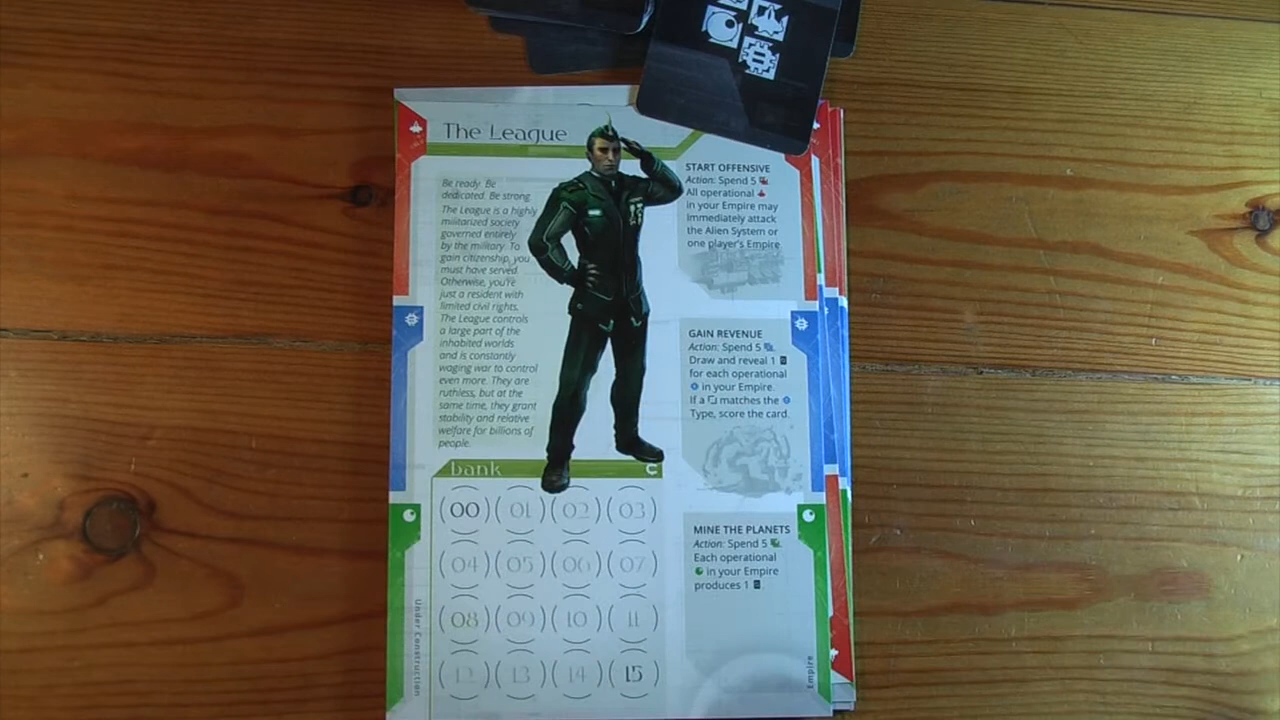 The League
Be ready. Be
dedicated. Be strong
The League is a highly
militarized society
governed entirely
by the military. To
gain citizenship, you
must have served.
Otherwise, you're
just a resident with
limited civil rights.
The League controls
a large part of the
inhabited worlds
and is constantly
waging war to control
even more. They are
ruthless, but at the
same time, they grant
stability and relative
welfare for billions of
people.
START OFFENSIVE
Action: Spend 5
All operational
in your Empire may
immediately attack
the Alien System or
one player's Empire
GAIN REVENUE
Action: Spend 5
Draw and reveal 1
for each operational
in your Empire.
If a matches the
Type, score the card.
MINE THE PLANETS
Action: Spend 5
Each operational
in your Empire
produces 1
bank
00 01 02 03
04 05 06 07
08 09 10 11
12 13 14 15
Under Construction
Empire